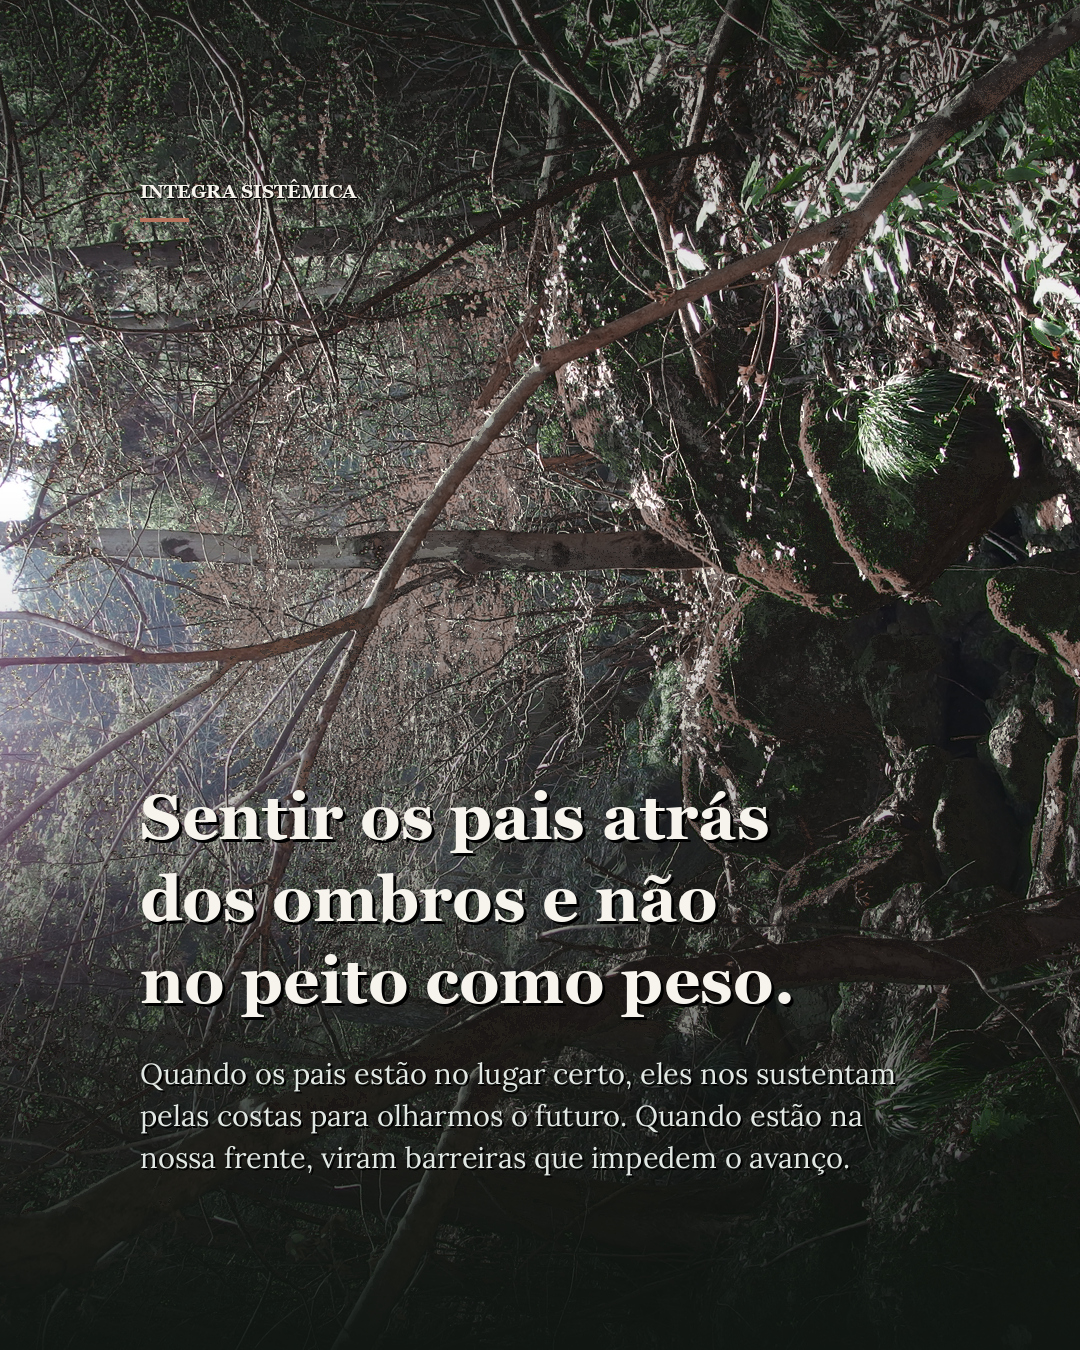 INTEGRA SISTÊMICA
Sentir os pais atrás
dos ombros e não
no peito como peso.
Quando os pais estão no lugar certo, eles nos sustentam
pelas costas para olharmos o futuro. Quando estão na
nossa frente, viram barreiras que impedem o avanço.